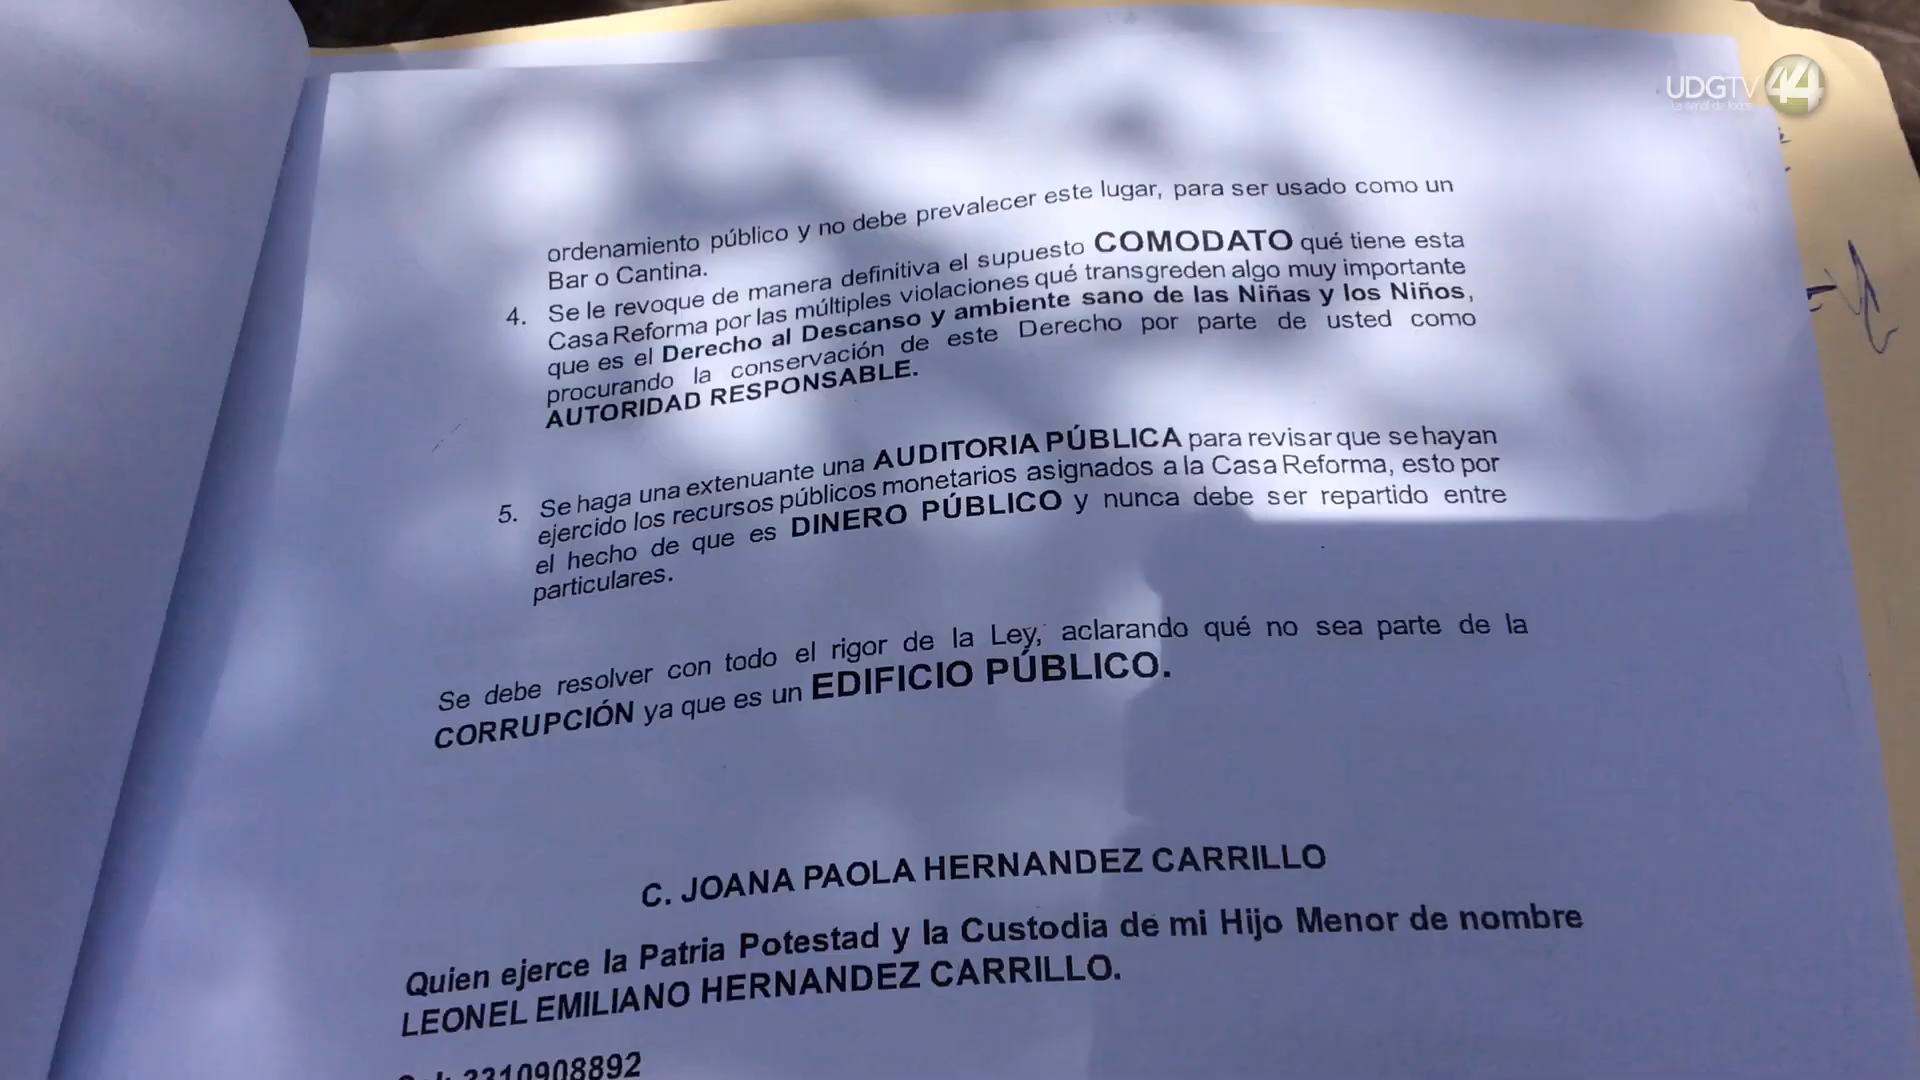 UDGTV 44
La señal de todos
ordenamiento público y no debe prevalecer este lugar, para ser usado como un
Bar o Cantina.
4. Se le revoque de manera definitiva el supuesto COMODATO qué tiene esta
Casa Reforma por las múltiples violaciones qué transgreden algo muy importante
que es el Derecho al Descanso y ambiente sano de las Niñas y los Niños,
procurando la conservación de este Derecho por parte de usted como
AUTORIDAD RESPONSABLE.
5. Se haga una extenuante una AUDITORIA PÚBLICA para revisar que se hayan
ejercido los recursos públicos monetarios asignados a la Casa Reforma, esto por
el hecho de que es DINERO PÚBLICO y nunca debe ser repartido entre
particulares.
Se debe resolver con todo el rigor de la Ley, aclarando qué no sea parte de la
CORRUPCIÓN ya que es un EDIFICIO PÚBLICO.
C. JOANA PAOLA HERNANDEZ CARRILLO
Quien ejerce la Patria Potestad y la Custodia de mi Hijo Menor de nombre
LEONEL EMILIANO HERNANDEZ CARRILLO.
3310908892